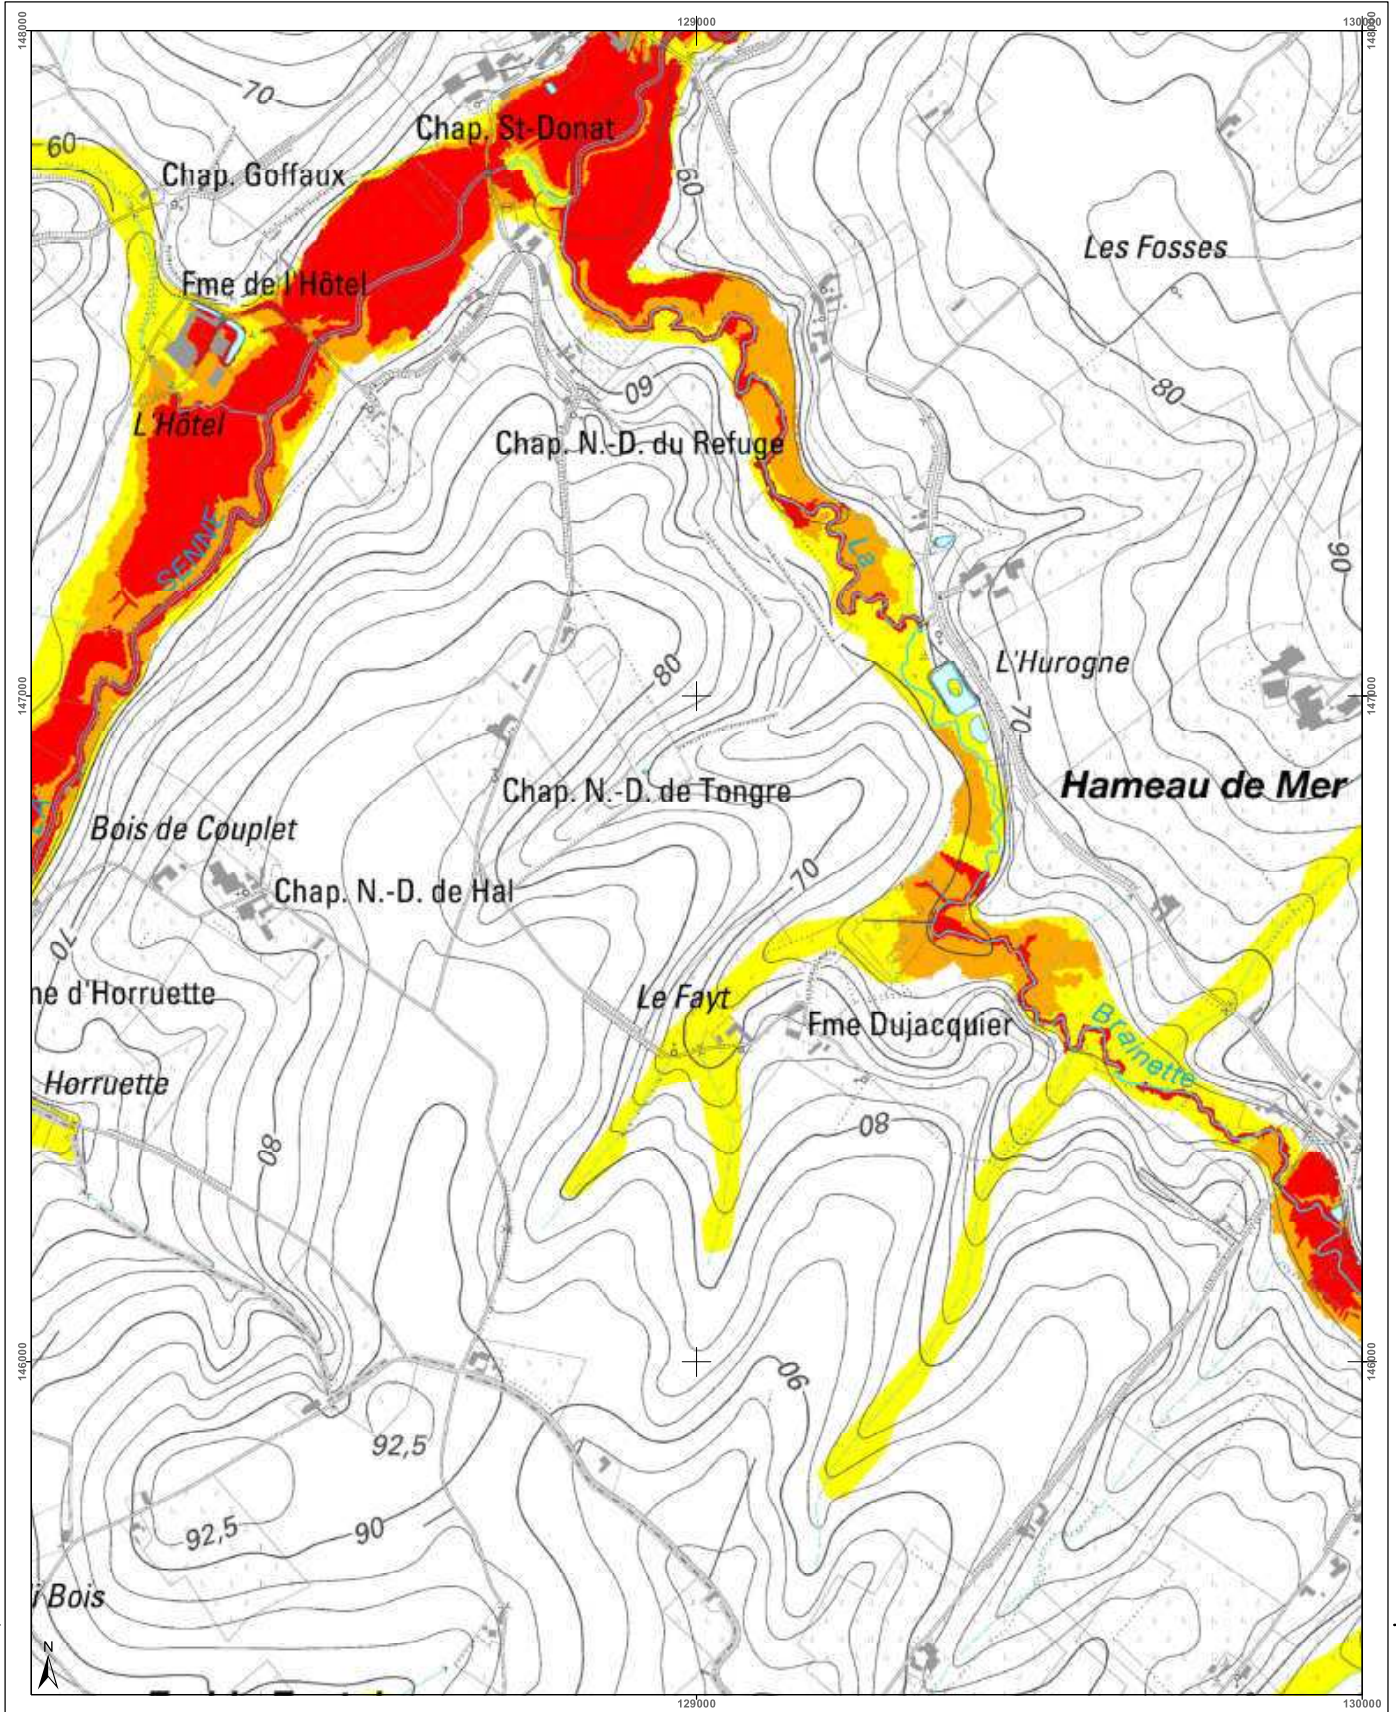 129000
130000
148000
148000
70
Chap. St-Donat
60
Chap. Goffaux
60
Les Fosses
Fme de l'Hôtel
80
60
L'Hôtel
Chap. N.-D. du Refuge
SENNE
La
90
80
L'Hurogne
147000
147000
70
Chap. N.-D. de Tongre
Hameau de Mer
LA
Bois de Couplet
70
Chap. N.-D. de Hal
70
ne d'Horruette
Le Fayt
Fme Dujacquier
Brainette
Horruette
80
80
146000
146000
90
92,5
92,5
90
i Bois
N
129000
130000